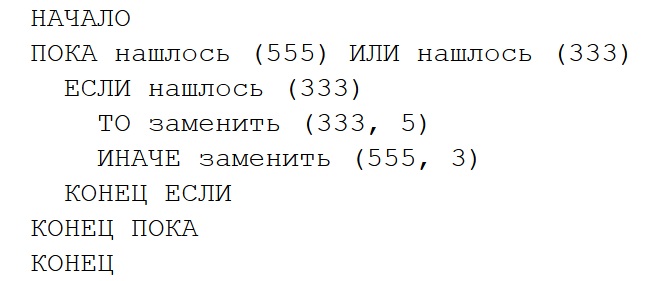 НАЧАЛО
ПОКА нашлось (555) ИЛИ нашлось (333)
ЕСЛИ нашлось (333)
ТО заменить (333, 5)
ИНАЧЕ заменить (555, 3)
КОНЕЦ ЕСЛИ
КОНЕЦ ПОКА
КОНЕЦ